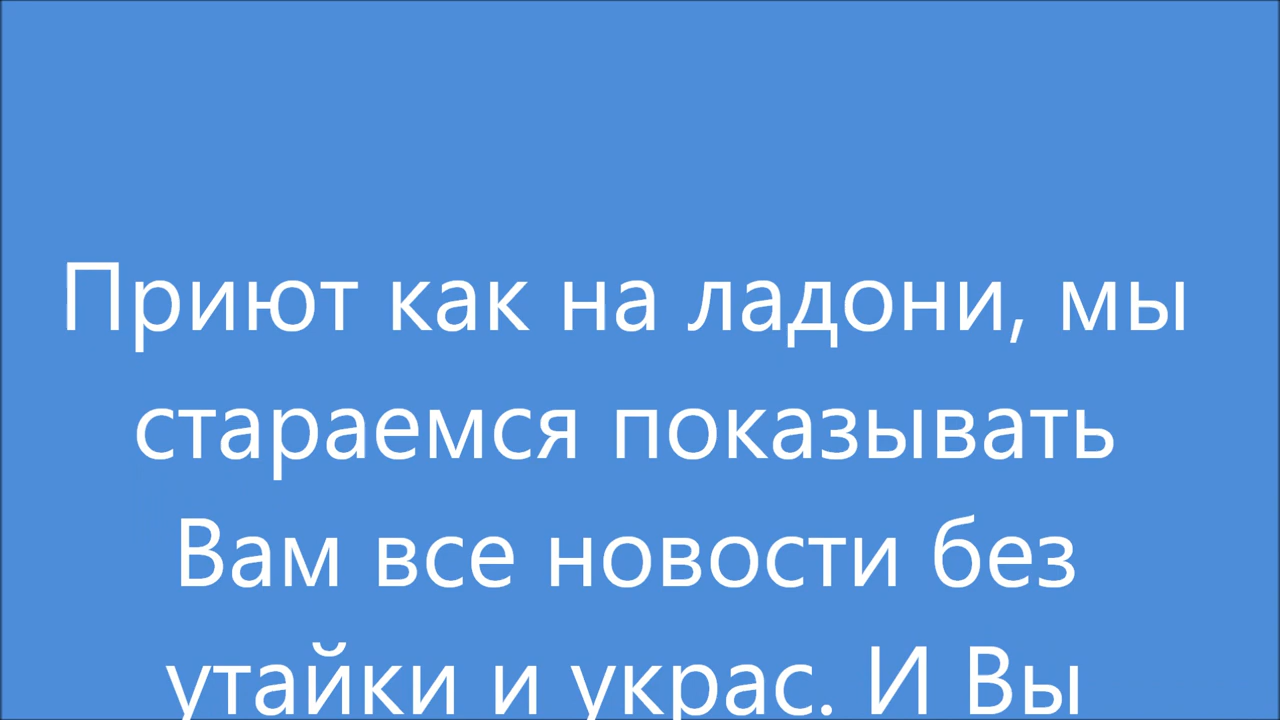 Приют как на ладони, мы
стараемся показывать
Вам все новости без
утайки и украс. И Вы